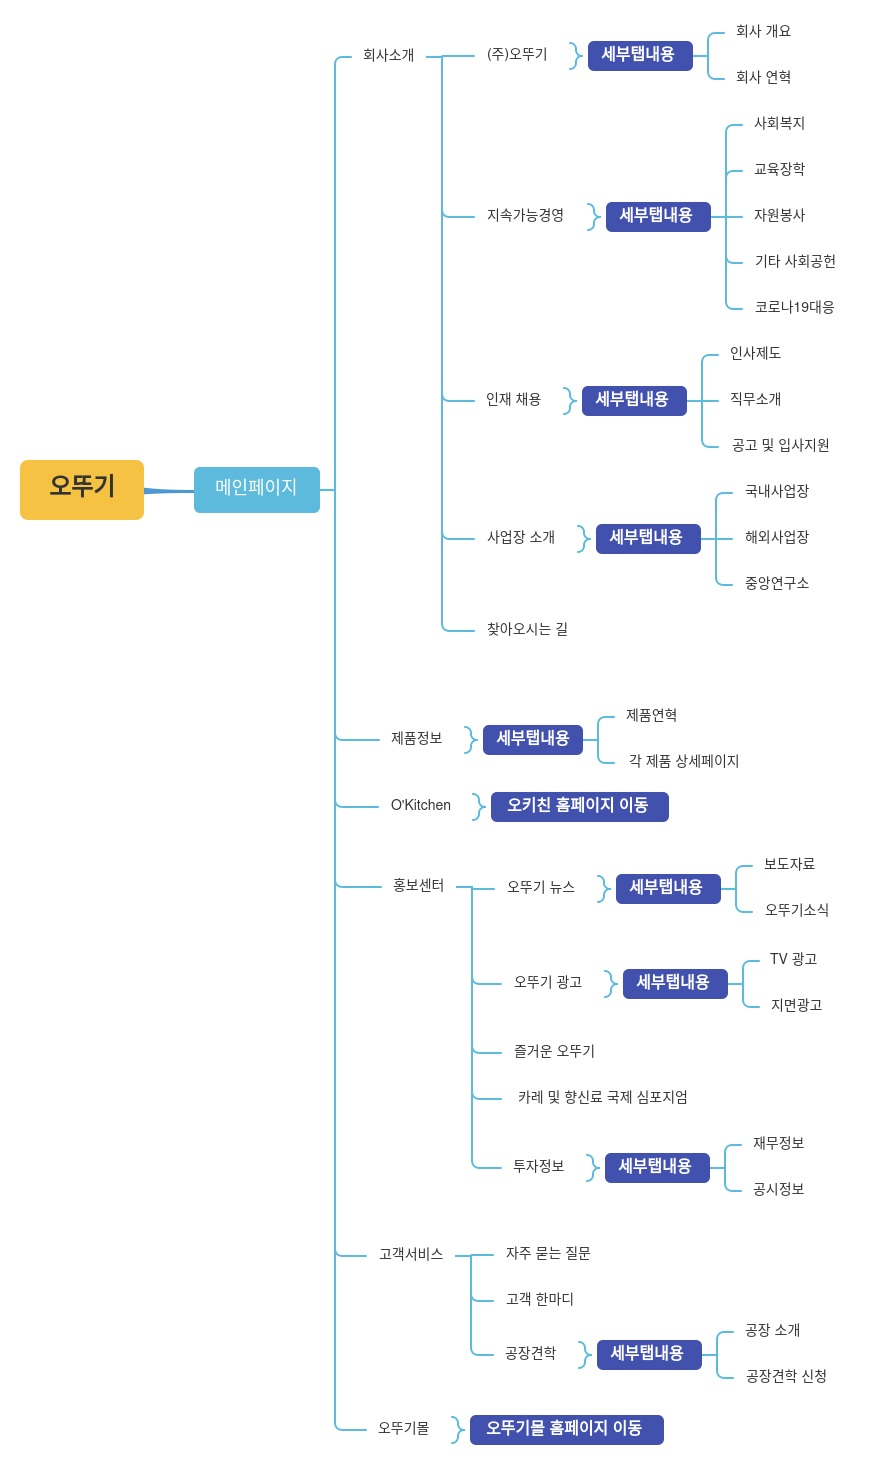 오뚜기
메인페이지
회사소개
(주)오뚜기
세부탭내용
회사 개요
회사 연혁
지속가능경영
세부탭내용
사회복지
교육장학
자원봉사
기타 사회공헌
코로나19대응
인재 채용
세부탭내용
인사제도
직무소개
공고 및 입사지원
사업장 소개
세부탭내용
국내사업장
해외사업장
중앙연구소
찾아오시는 길
제품정보
세부탭내용
제품연혁
각 제품 상세페이지
O'Kitchen
오키친 홈페이지 이동
홍보센터
오뚜기 뉴스
세부탭내용
보도자료
오뚜기소식
오뚜기 광고
세부탭내용
TV 광고
지면광고
즐거운 오뚜기
카레 및 향신료 국제 심포지엄
투자정보
세부탭내용
재무정보
공시정보
고객서비스
자주 묻는 질문
고객 한마디
공장견학
세부탭내용
공장 소개
공장견학 신청
오뚜기몰
오뚜기몰 홈페이지 이동